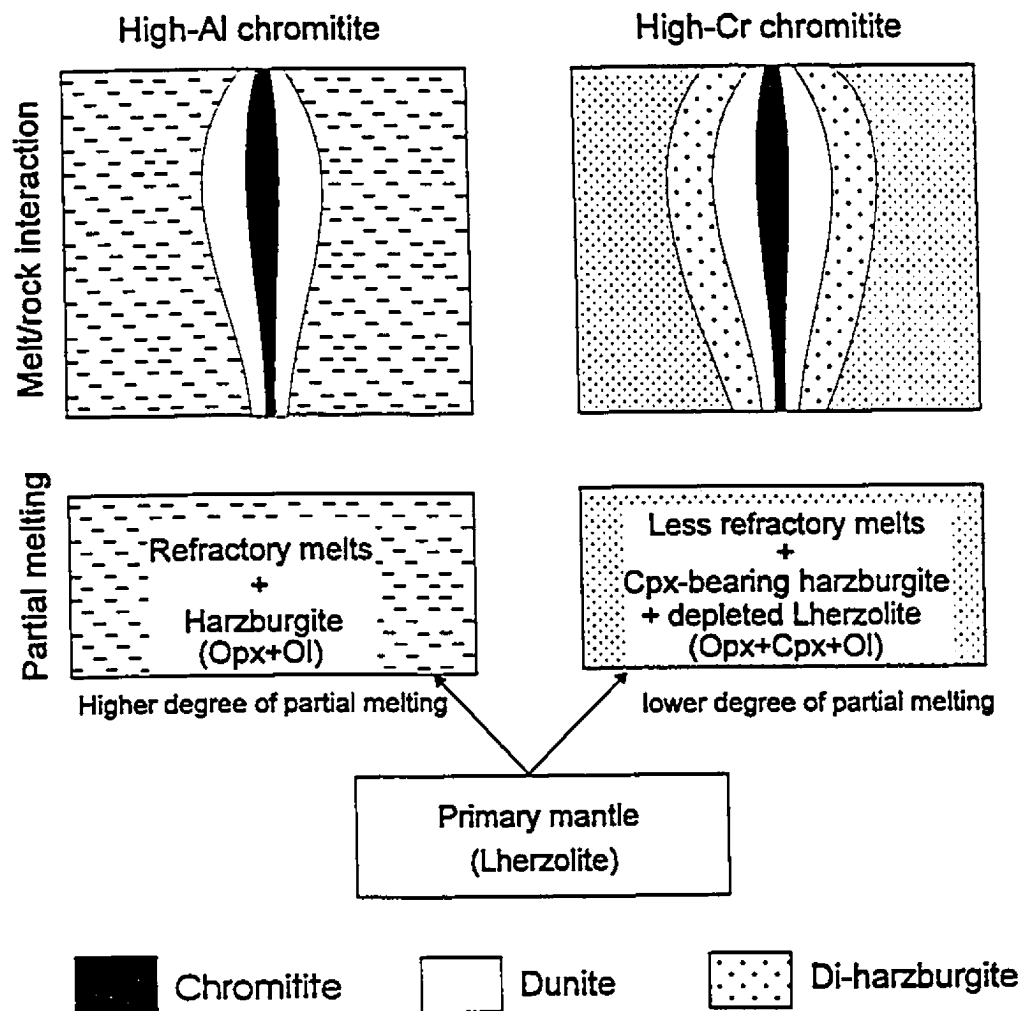 High-Al chromitite
High-Cr chromitite
Melt/rock interaction
Partial melting
Refractory melts
+
Harzburgite
(Opx+Ol)
Less refractory melts
+
Cpx-bearing harzburgite
+ depleted Lherzolite
(Opx+Cpx+Ol)
Higher degree of partial melting
lower degree of partial melting
Primary mantle
(Lherzolite)
Chromitite
Dunite
Di-harzburgite